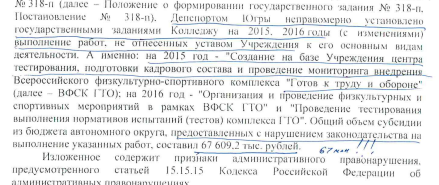 № 318-п (далее – Положение о формировании государственного задания № 318-п,
Постановление № 318-п). Депспортом Югры неправомерно установлено
государственными заданиями Колледжу на 2015, 2016 годы (с изменениями)
выполнение работ, не отнесенных уставом Учреждения к его основным видам
деятельности. А именно: на 2015 год - "Создание на базе Учреждения центра
тестирования, подготовки кадрового состава и проведение мониторинга внедрения
Всероссийского физкультурно-спортивного комплекса "Готов к труду и обороне"
(далее – ВФСК ГТО); на 2016 год - "Организация и проведение физкультурных и
спортивных мероприятий в рамках ВФСК ГТО" и "Проведение тестирования
выполнения нормативов испытаний (тестов) комплекса ГТО". Общий объем субсидии
из бюджета автономного округа, предоставленных с нарушением законодательства на
выполнение указанных работ, составил 67 609,2 тыс. рублей. 67 млн !!!
Изложенное содержит признаки административного правонарушения,
предусмотренного статьей 15.15.15 Кодекса Российской Федерации об
административных правонарушениях.